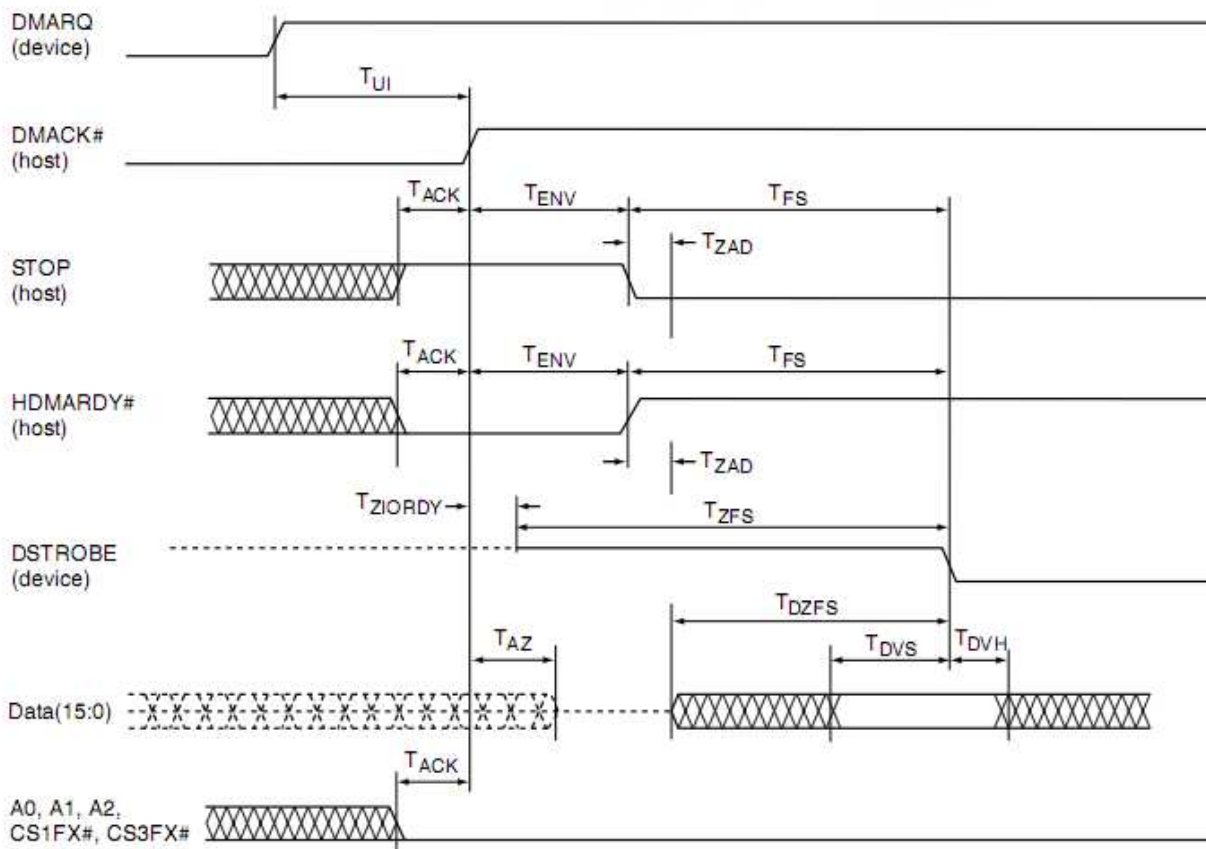 DMARQ
(device)
TUI
DMACK#
(host)
TACK
TENV
TFS
TZAD
STOP
(host)
TACK
TENV
TFS
HDMARDY#
(host)
TZAD
TZIORDY
TZFS
DSTROBE
(device)
TDZFS
TAZ
TDVS
TDVH
Data(15:0)
TACK
A0, A1, A2,
CS1FX#, CS3FX#